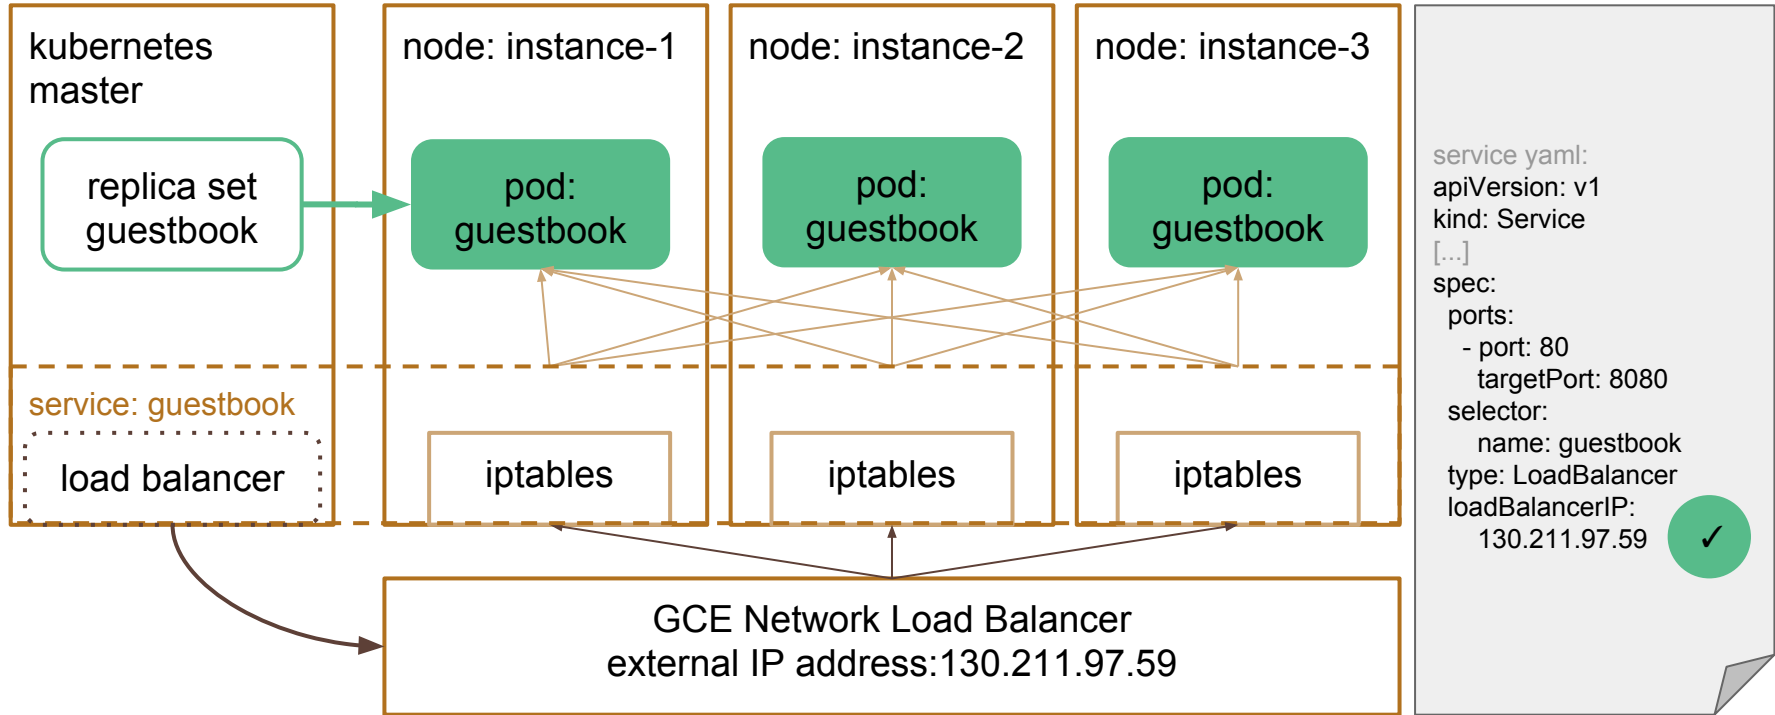 kubernetes
master
replica set
guestbook
service: guestbook
load balancer
node: instance-1
pod:
guestbook
iptables
node: instance-2
pod:
guestbook
iptables
node: instance-3
pod:
guestbook
iptables
GCE Network Load Balancer
external IP address:130.211.97.59
service yaml:
apiVersion: v1
kind: Service
[...]
spec:
ports:
- port: 80
targetPort: 8080
selector:
name: guestbook
type: LoadBalancer
loadBalancerIP:
130.211.97.59
✓